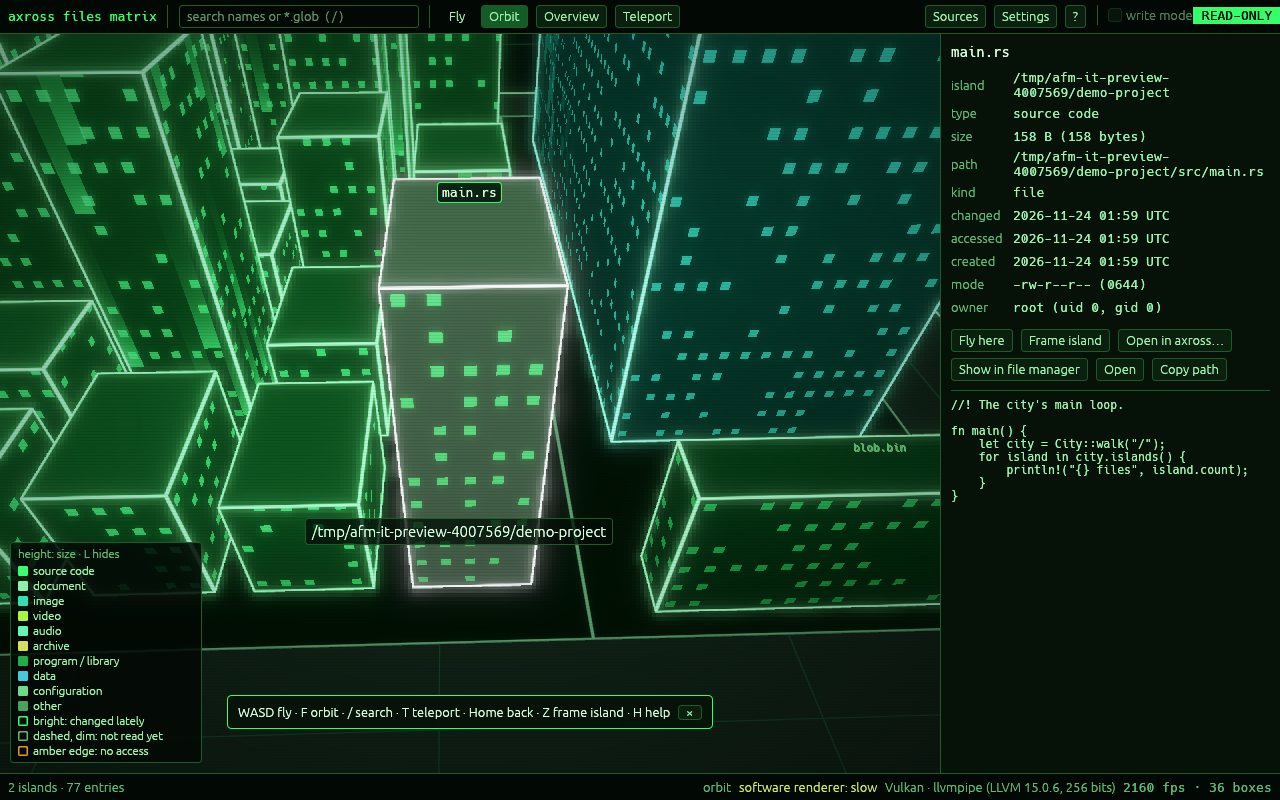 axross files matrix
search names or *.glob (/)
Fly
Orbit
Overview
Teleport
Sources
Settings
?
write mode
READ-ONLY
main.rs
blob.bin
/tmp/afm-it-preview-4007569/demo-project
height: size · L hides
source code
document
image
video
audio
archive
program / library
data
configuration
other
bright: changed lately
dashed, dim: not read yet
amber edge: no access
WASD fly · F orbit · / search · T teleport · Home back · Z frame island · H help ×
main.rs
island /tmp/afm-it-preview-
4007569/demo-project
type source code
size 158 B (158 bytes)
path /tmp/afm-it-preview-
4007569/demo-project/src/main.rs
kind file
changed 2026-11-24 01:59 UTC
accessed 2026-11-24 01:59 UTC
created 2026-11-24 01:59 UTC
mode -rw-r--r-- (0644)
owner root (uid 0, gid 0)
Fly here
Frame island
Open in axross…
Show in file manager
Open
Copy path
//! The city's main loop.
fn main() {
    let city = City::walk("/");
    for island in city.islands() {
        println!("{} files", island.count);
    }
}
2 islands · 77 entries
orbit software renderer: slow Vulkan · llvmpipe (LLVM 15.0.6, 256 bits) 2160 fps · 36 boxes